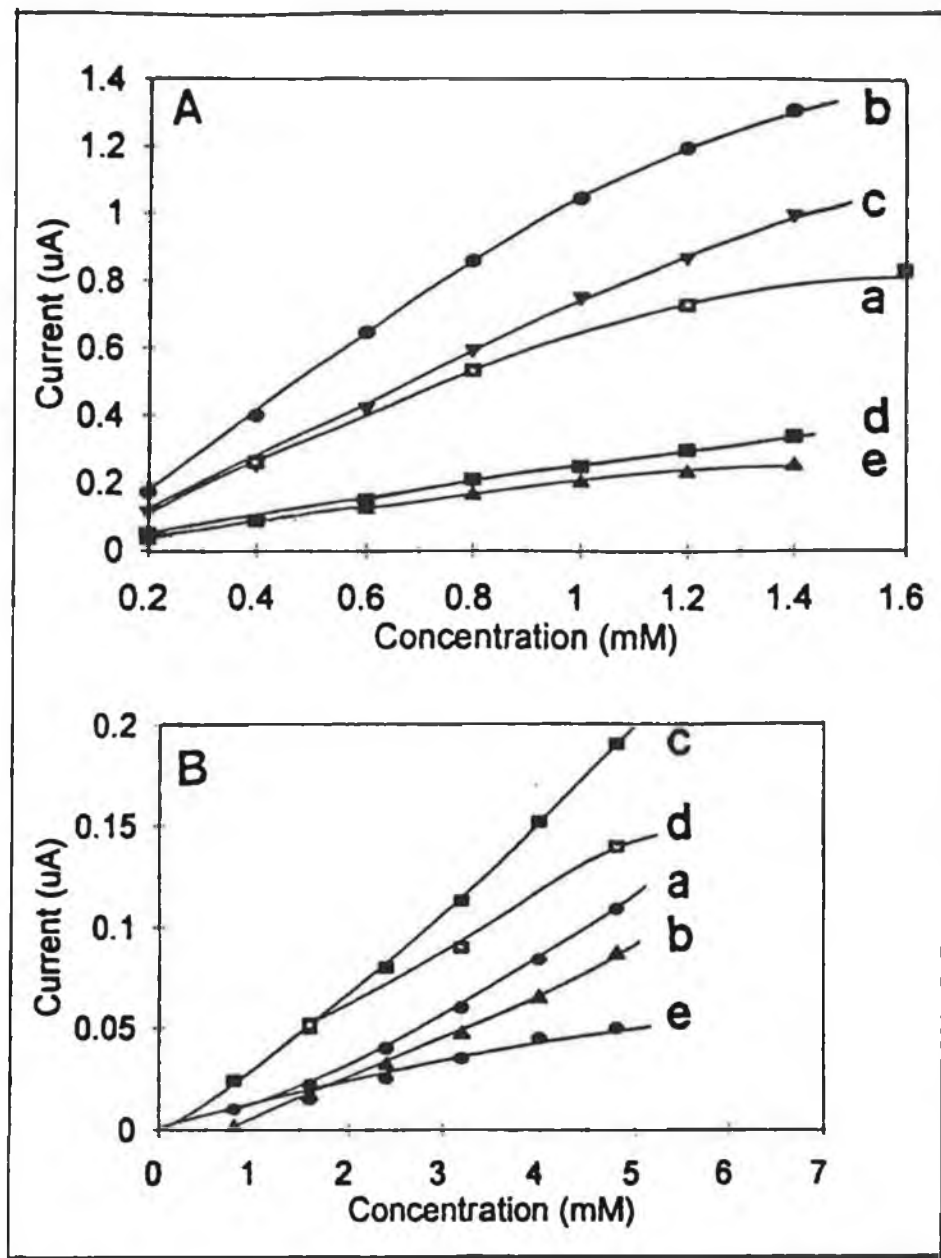 A
1.4
1.2
1
0.8
0.6
0.4
0.2
0
Current (uA)
b
c
a
d
e
0.2 0.4 0.6 0.8 1 1.2 1.4 1.6
Concentration (mM)
B
0.2
0.15
0.1
0.05
0
Current (uA)
c
d
a
b
e
0 1 2 3 4 5 6 7
Concentration (mM)